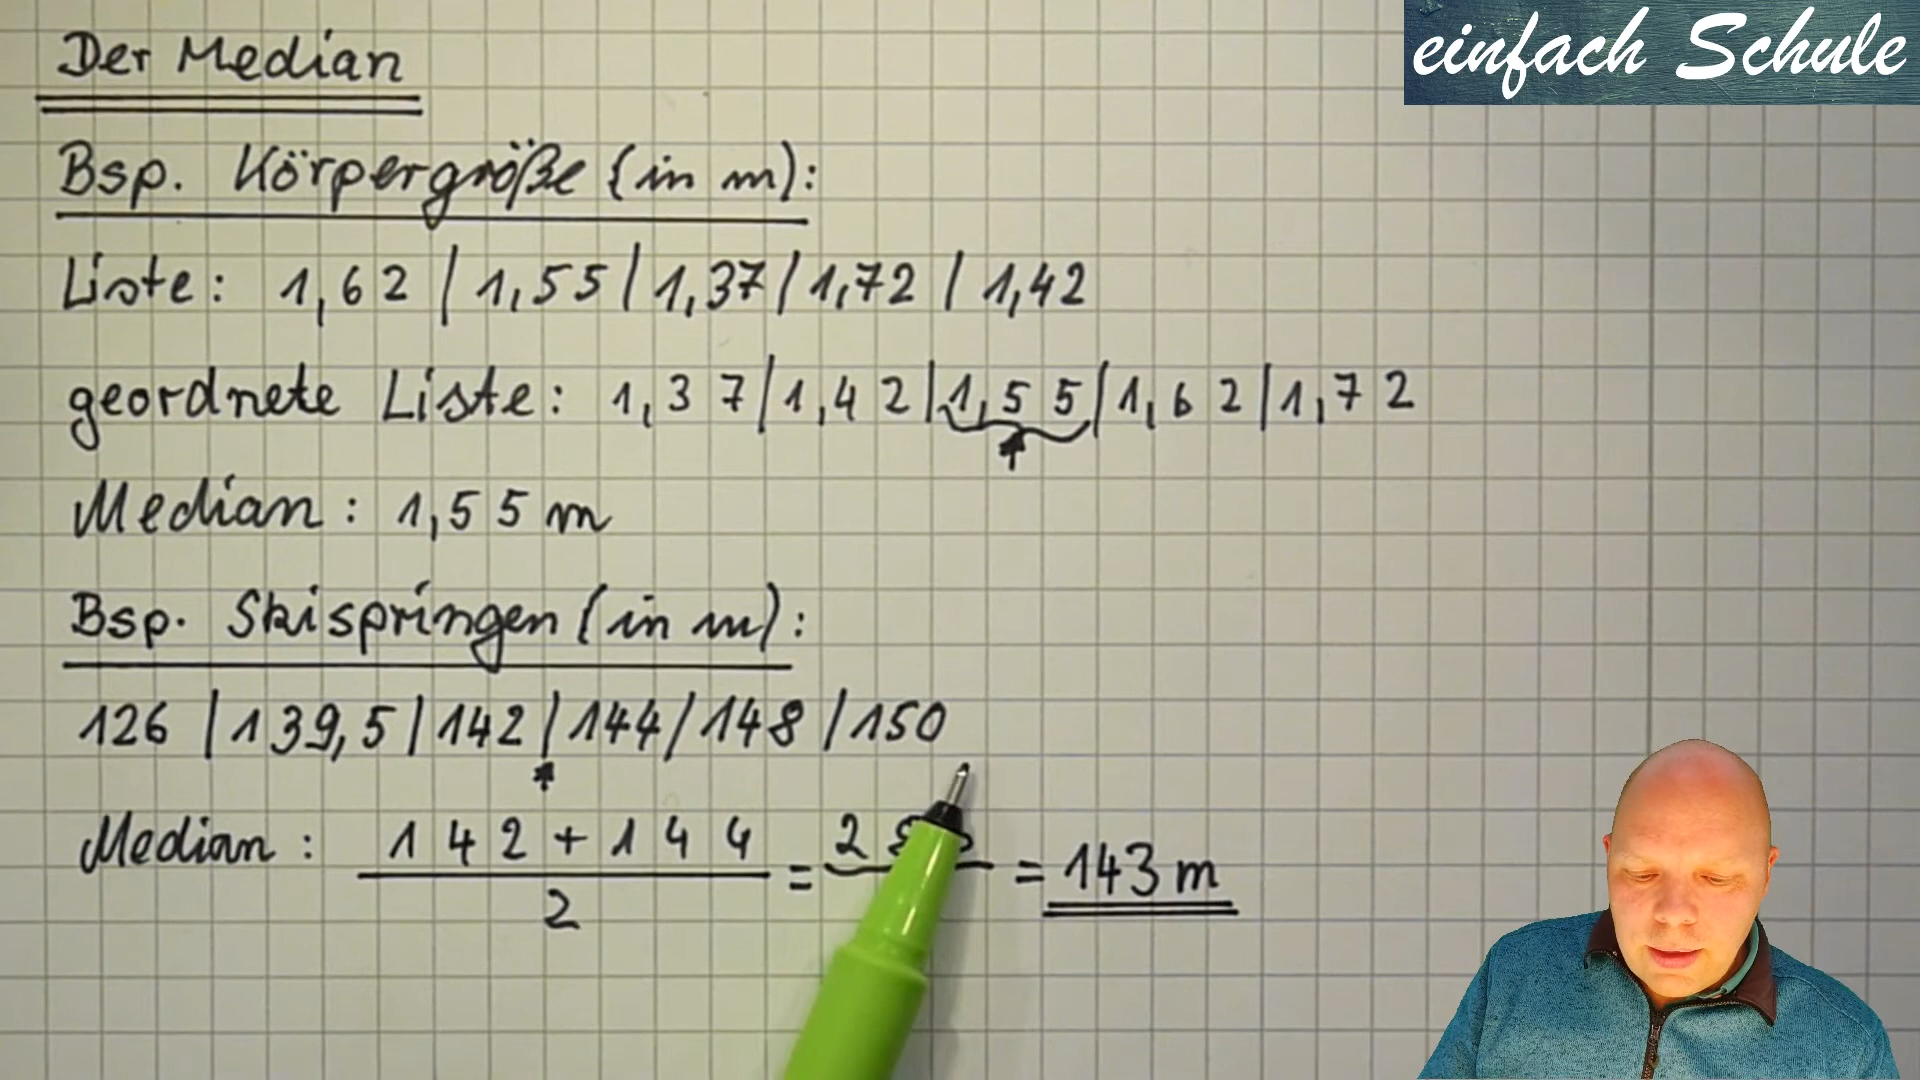 Der Median
einfach Schule
Bsp. Körpergröße (in m):
Liste: 1,62 | 1,55 | 1,37 | 1,72 | 1,42
geordnete Liste: 1,37 | 1,42 | 1,55 | 1,62 | 1,72
Median: 1,55 m
Bsp. Skispringen (in m):
126 | 139,5 | 142 | 144 | 148 | 150
Median: 142 + 144
2
= = 143 m